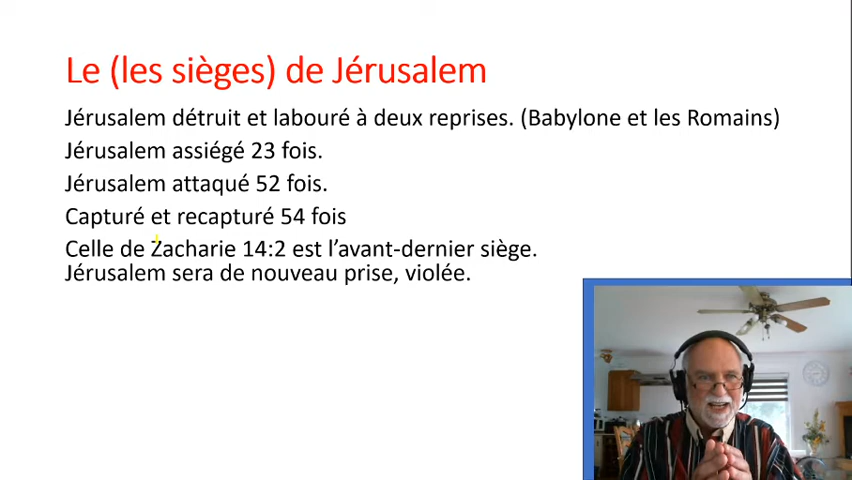 Le (les sièges) de Jérusalem
Jérusalem détruit et labouré à deux reprises. (Babylone et les Romains)
Jérusalem assiégé 23 fois.
Jérusalem attaqué 52 fois.
Capturé et recapturé 54 fois
Celle de Zacharie 14:2 est l’avant-dernier siège.
Jérusalem sera de nouveau prise, violée.